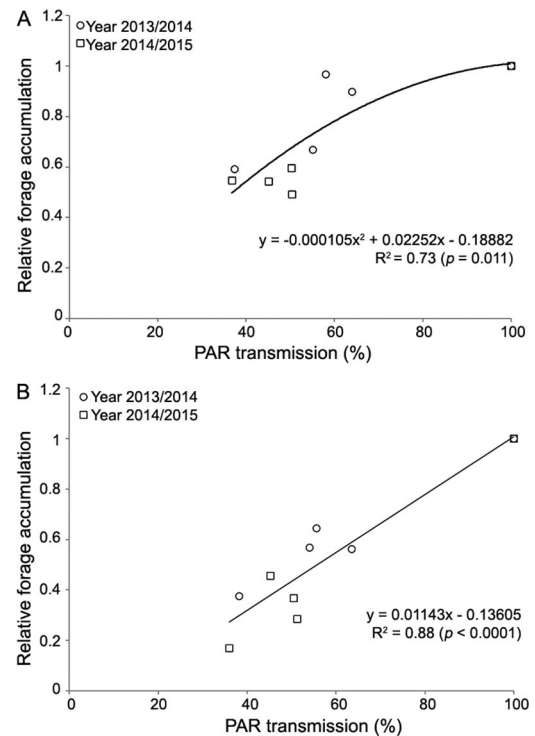 A
1.2
○ Year 2013/2014
□ Year 2014/2015
1
0.8
0.6
0.4
0.2
0
Relative forage accumulation
y = -0.000105x² + 0.02252x - 0.18882
R² = 0.73 (p = 0.011)
0 20 40 60 80 100
PAR transmission (%)
B
1.2
○ Year 2013/2014
□ Year 2014/2015
1
0.8
0.6
0.4
0.2
0
Relative forage accumulation
y = 0.01143x - 0.13605
R² = 0.88 (p < 0.0001)
0 20 40 60 80 100
PAR transmission (%)